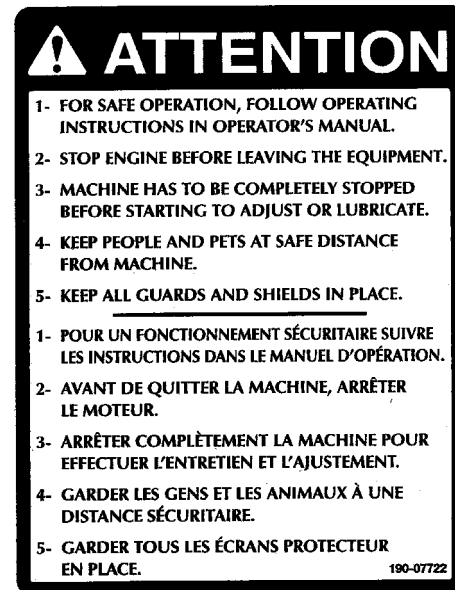 ATTENTION
1- FOR SAFE OPERATION, FOLLOW OPERATING
INSTRUCTIONS IN OPERATOR'S MANUAL.
2- STOP ENGINE BEFORE LEAVING THE EQUIPMENT.
3- MACHINE HAS TO BE COMPLETELY STOPPED
BEFORE STARTING TO ADJUST OR LUBRICATE.
4- KEEP PEOPLE AND PETS AT SAFE DISTANCE
FROM MACHINE.
5- KEEP ALL GUARDS AND SHIELDS IN PLACE.
1- POUR UN FONCTIONNEMENT SÉCURITAIRE SUIVRE
LES INSTRUCTIONS DANS LE MANUEL D'OPÉRATION.
2- AVANT DE QUITTER LA MACHINE, ARRÊTER
LE MOTEUR.
3- ARRÊTER COMPLÈTEMENT LA MACHINE POUR
EFFECTUER L'ENTRETIEN ET L'AJUSTEMENT.
4- GARDER LES GENS ET LES ANIMAUX À UNE
DISTANCE SÉCURITAIRE.
5- GARDER TOUS LES ÉCRANS PROTECTEUR
EN PLACE.
190-07722